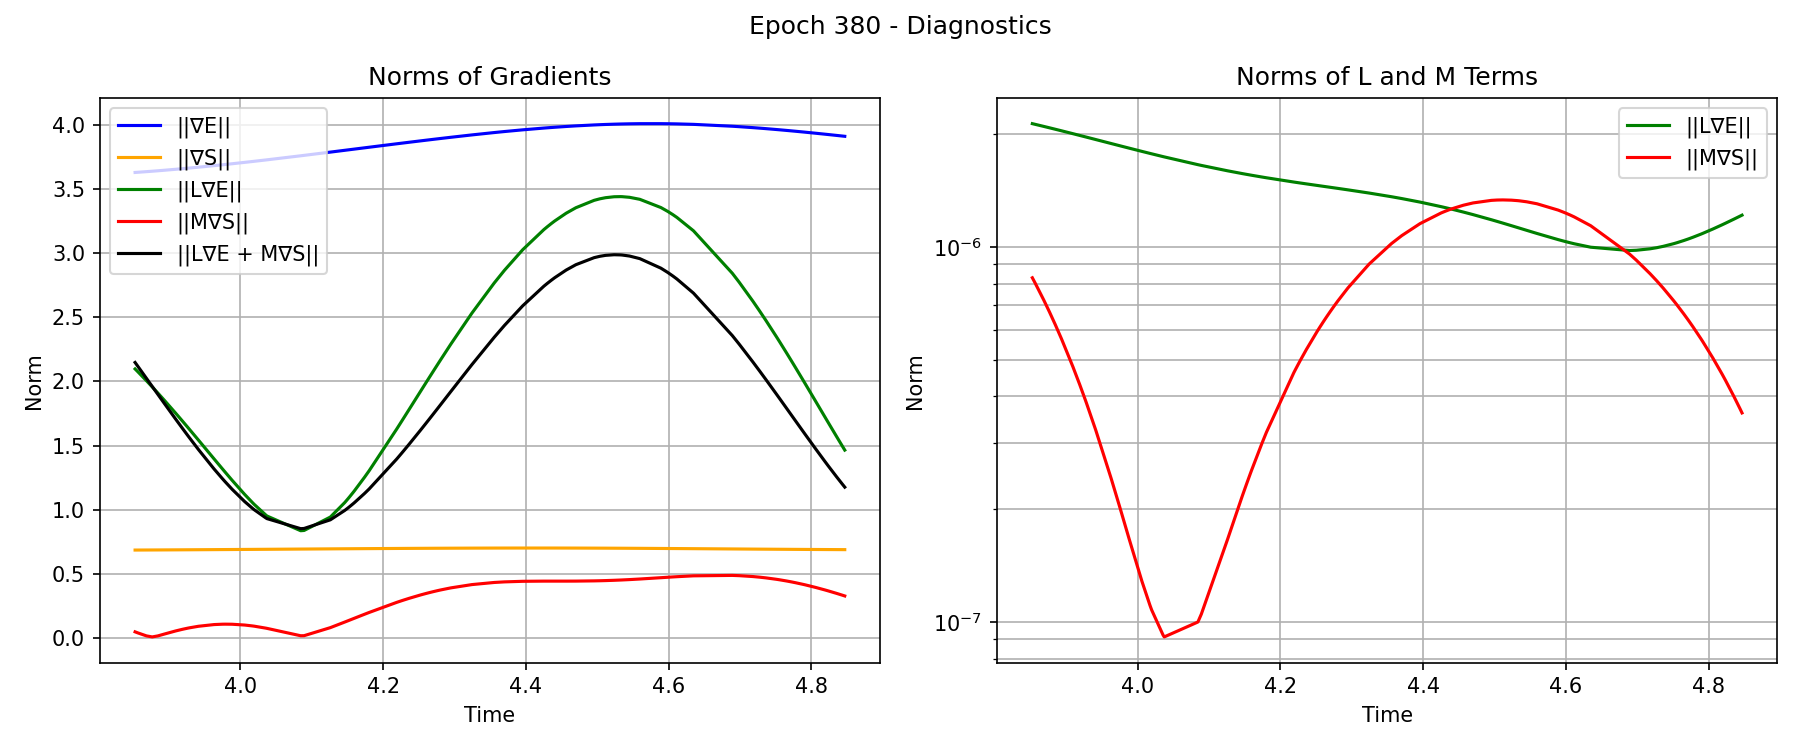 Epoch 380 - Diagnostics
Norms of Gradients
||∇E||
||∇S||
||L∇E||
||M∇S||
||L∇E + M∇S||
4.0
3.5
3.0
2.5
2.0
1.5
1.0
0.5
0.0
Norm
4.0 4.2 4.4 4.6 4.8
Time
Norms of L and M Terms
||L∇E||
||M∇S||
10⁻⁶
10⁻⁷
Norm
4.0 4.2 4.4 4.6 4.8
Time